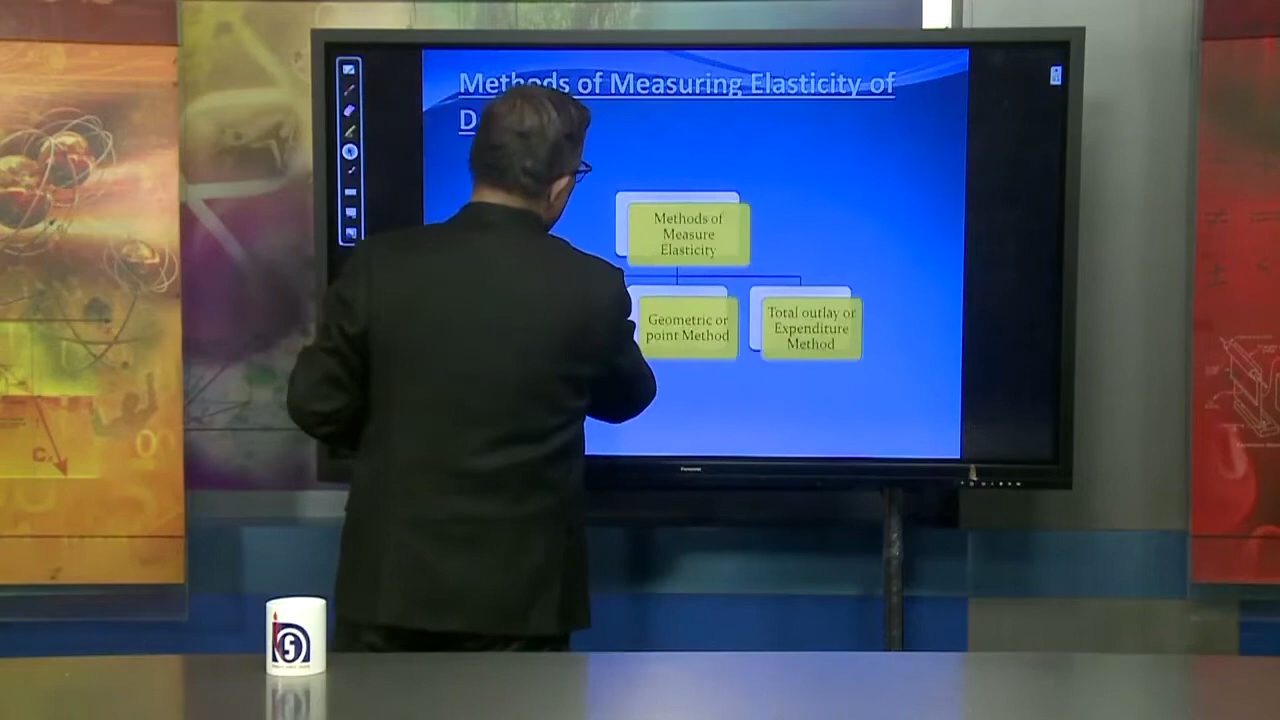 Methods of Measuring Elasticity of
D
Methods of
Measure
Elasticity
Geometric or
point Method
Total outlay or
Expenditure
Method
Panasonic
C